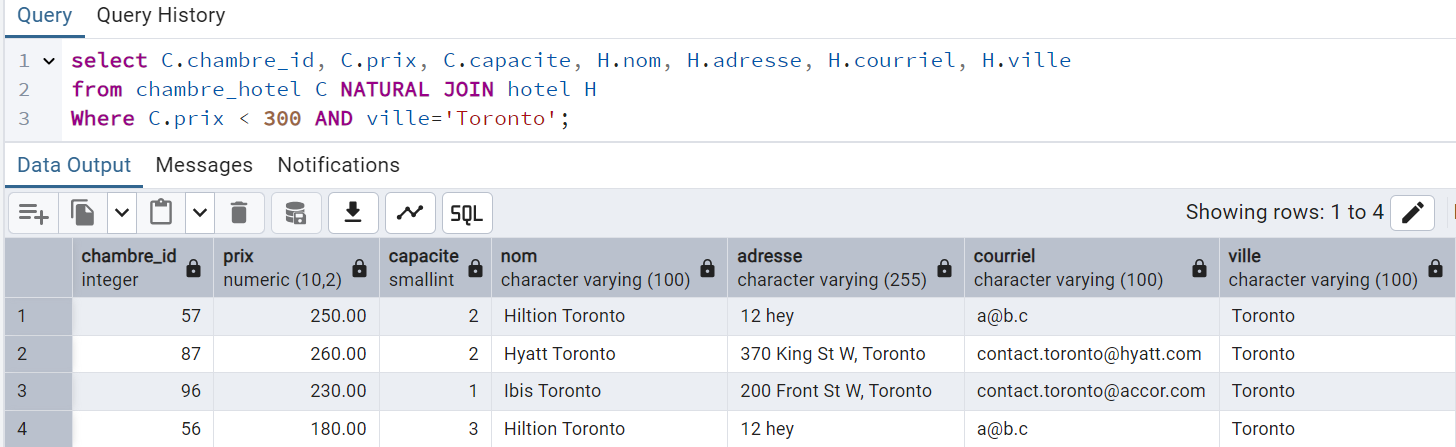 Query Query History
1 select C.chambre_id, C.prix, C.capacite, H.nom, H.adresse, H.courriel, H.ville
2 from chambre_hotel C NATURAL JOIN hotel H
3 Where C.prix < 300 AND ville='Toronto';
Data Output Messages Notifications
SQL Showing rows: 1 to 4
chambre_id prix capacite nom adresse courriel ville
integer numeric (10,2) smallint character varying (100) character varying (255) character varying (100) character varying (100)
1 57 250.00 2 Hiltion Toronto 12 hey a@b.c Toronto
2 87 260.00 2 Hyatt Toronto 370 King St W, Toronto contact.toronto@hyatt.com Toronto
3 96 230.00 1 Ibis Toronto 200 Front St W, Toronto contact.toronto@accor.com Toronto
4 56 180.00 3 Hiltion Toronto 12 hey a@b.c Toronto